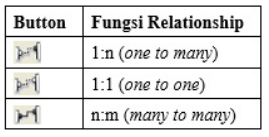 Button Fungsi Relationship
1:n (one to many)
1:1 (one to one)
n:m (many to many)